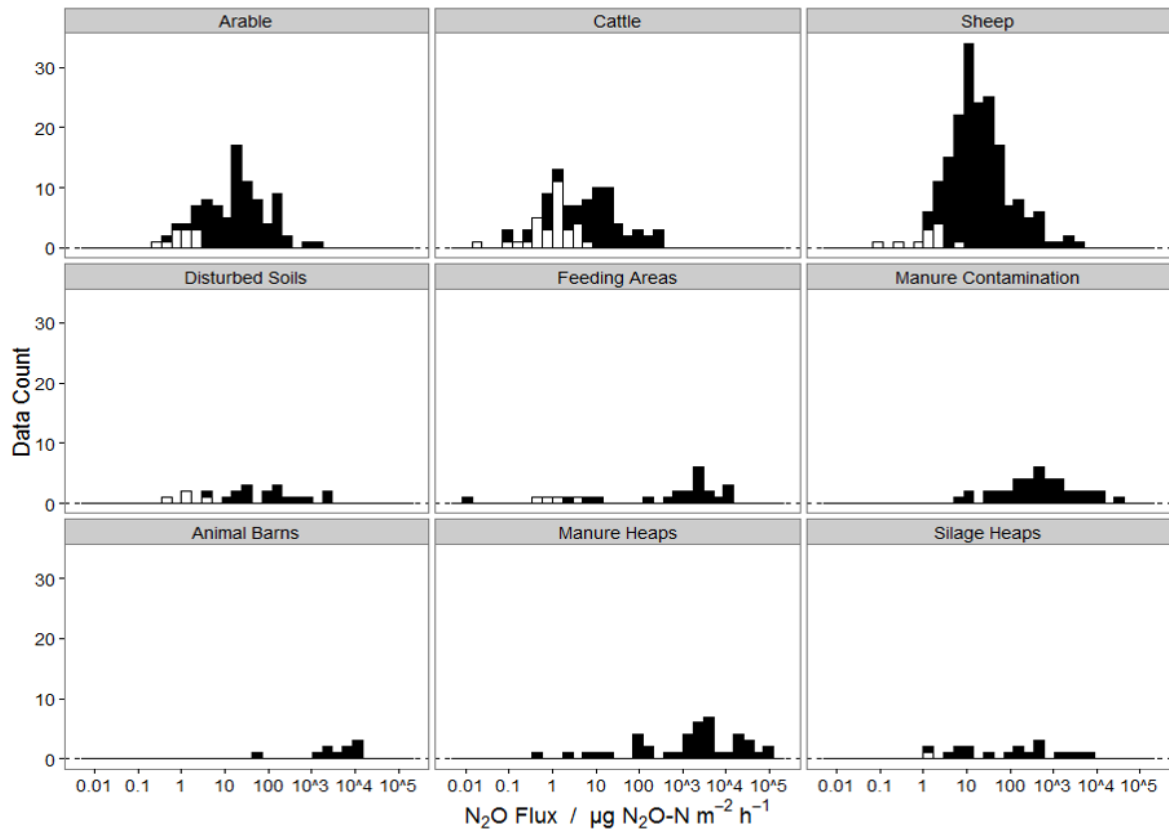 Arable Cattle Sheep
30
20
10
0
Disturbed Soils Feeding Areas Manure Contamination
30
20
10
0
Animal Barns Manure Heaps Silage Heaps
30
20
10
0
Data Count
0.01 0.1 1 10 100 10^3 10^4 10^5 0.01 0.1 1 10 100 10^3 10^4 10^5 0.01 0.1 1 10 100 10^3 10^4 10^5
N₂O Flux / µg N₂O-N m⁻² h⁻¹